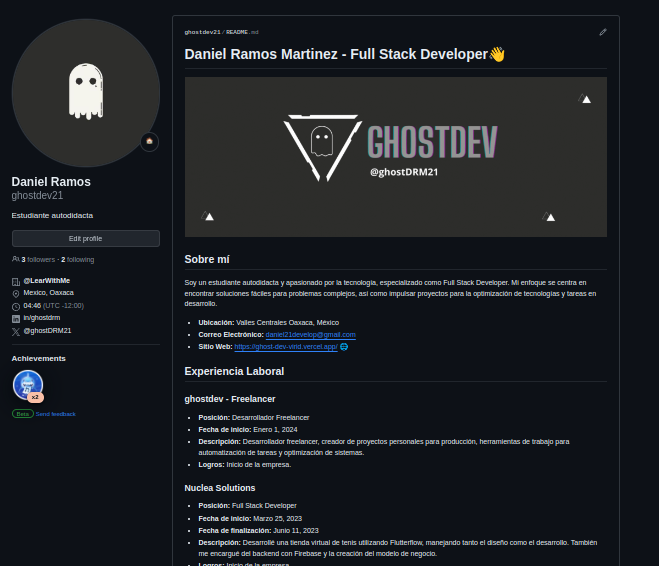 Daniel Ramos
ghostdev21
Estudiante autodidacta
Edit profile
3 followers · 2 following
@LearWithMe
Mexico, Oaxaca
04:46 (UTC -12:00)
in/ghostdrm
@ghostDRM21
Achievements
x2
Beta Send feedback
ghostdev21/README.md
Daniel Ramos Martinez - Full Stack Developer👋
GHOSTDEV
@ghostDRM21
Sobre mí
Soy un estudiante autodidacta y apasionado por la tecnología, especializado como Full Stack Developer. Mi enfoque se centra en
encontrar soluciones fáciles para problemas complejos, asi como impulsar proyectos para la optimización de tecnologías y tareas en
desarrollo.
• Ubicación: Valles Centrales Oaxaca, México
• Correo Electrónico: daniel21develop@gmail.com
• Sitio Web: https://ghost-dev-virid.vercel.app/ 🌐
Experiencia Laboral
ghostdev - Freelancer
• Posición: Desarrollador Freelancer
• Fecha de inicio: Enero 1, 2024
• Descripción: Desarrollador freelancer, creador de proyectos personales para producción, herramientas de trabajo para
automatización de tareas y optimización de sistemas.
• Logros: Inicio de la empresa.
Nuclea Solutions
• Posición: Full Stack Developer
• Fecha de inicio: Marzo 25, 2023
• Fecha de finalización: Junio 11, 2023
• Descripción: Desarrollé una tienda virtual de tenis utilizando Flutterflow, manejando tanto el diseño como el desarrollo. También
me encargué del backend con Firebase y la creación del modelo de negocio.
• Logros: Inicio de la empresa.